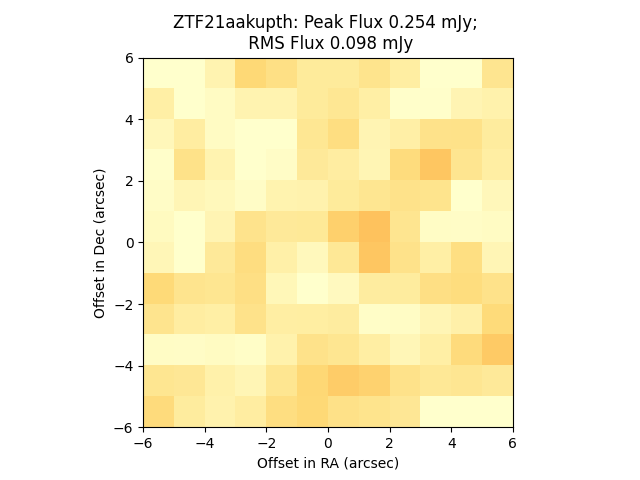 ZTF21aakupth: Peak Flux 0.254 mJy;
RMS Flux 0.098 mJy
6
4
2
0
−2
−4
−6
Offset in Dec (arcsec)
−6 −4 −2 0 2 4 6
Offset in RA (arcsec)